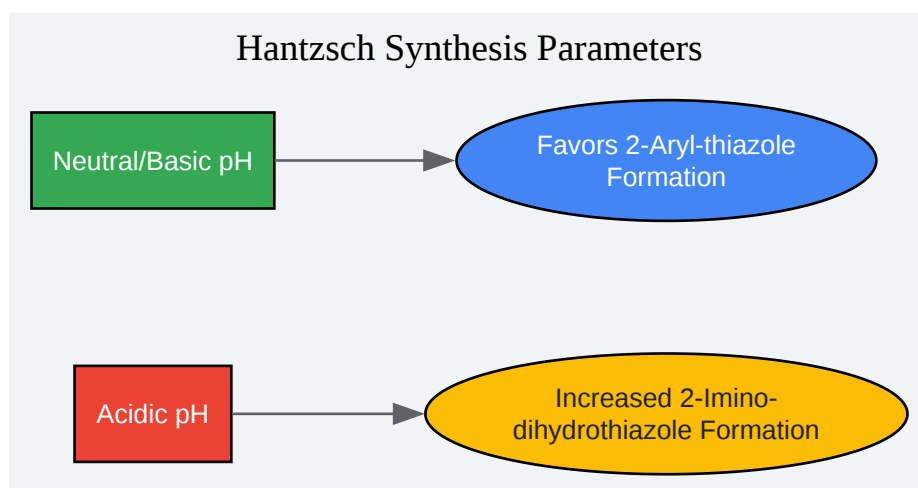 Hantzsch Synthesis Parameters
Neutral/Basic pH
Favors 2-Aryl-thiazole
Formation
Acidic pH
Increased 2-Imino-
dihydrothiazole Formation